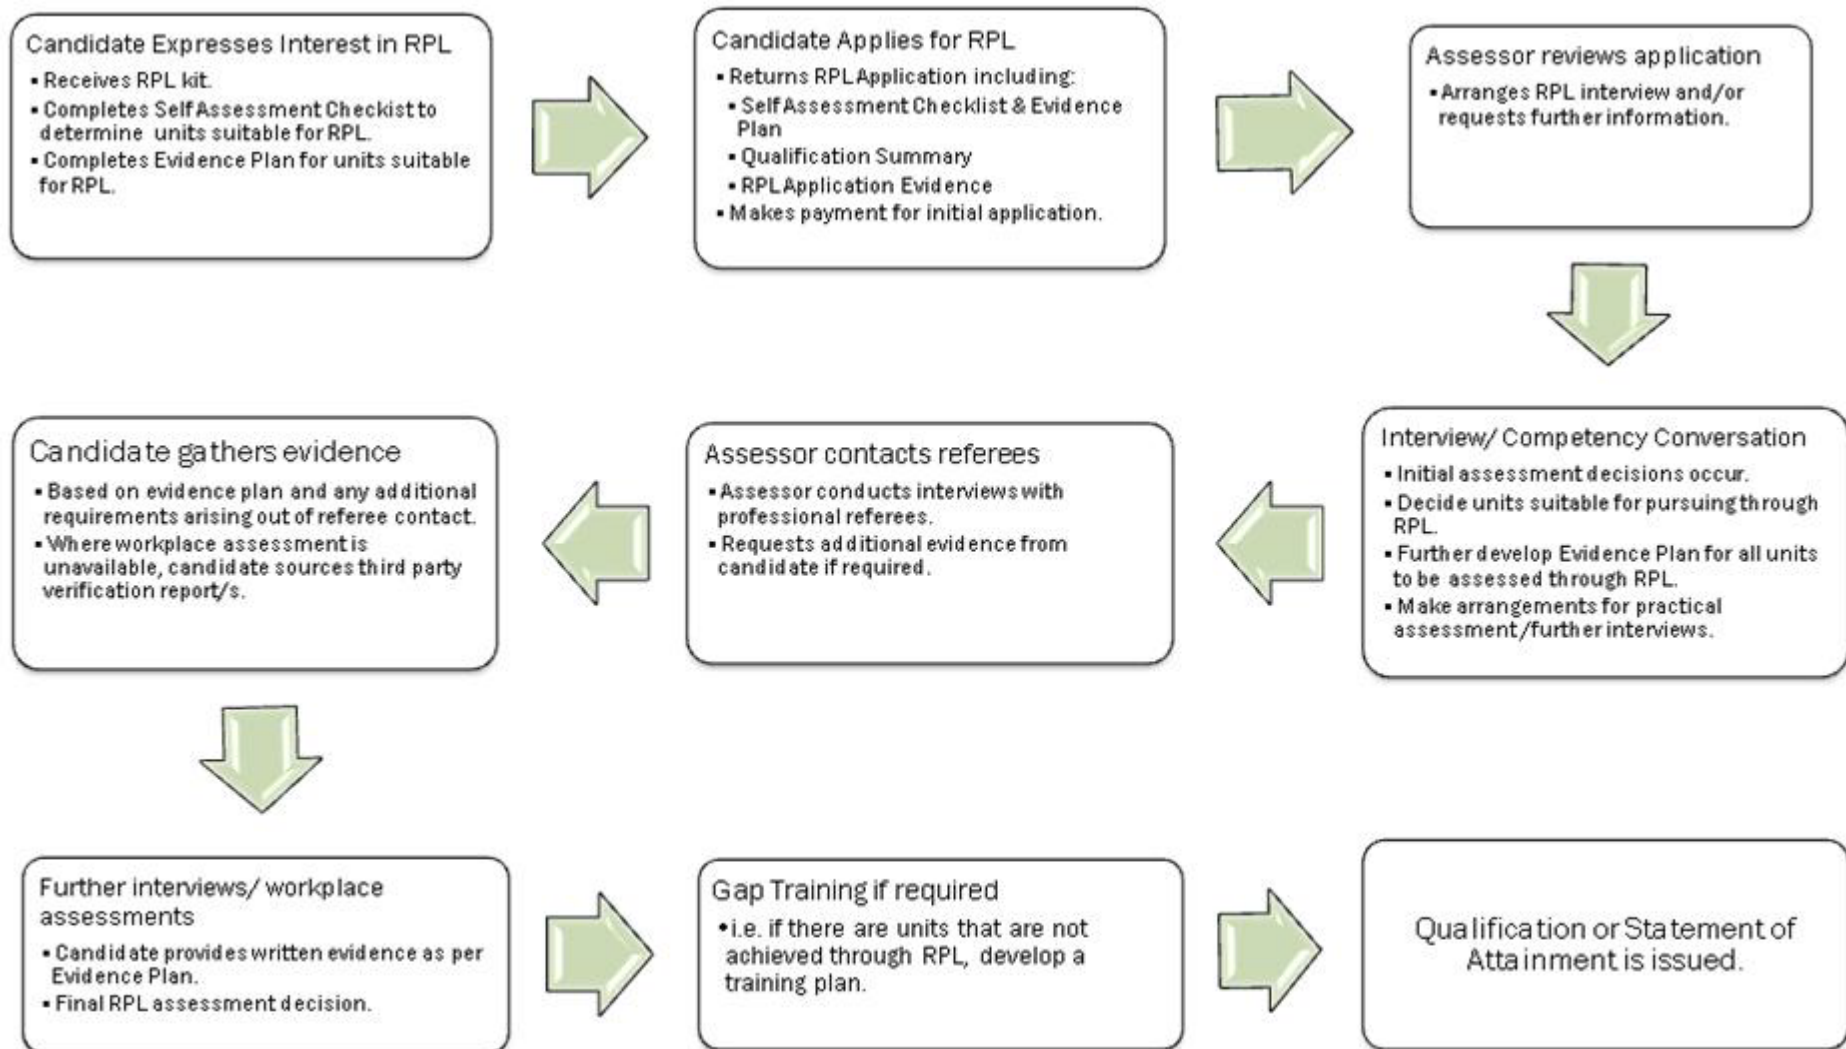 Candidate Expresses Interest in RPL
▪ Receives RPL kit.
▪ Completes Self Assessment Checkist to
determine units suitable for RPL.
▪ Completes Evidence Plan for units suitable
for RPL.
Candidate Applies for RPL
▪ Returns RPL Application including:
▪ Self Assessment Checklist & Evidence
Plan
▪ Qualification Summary
▪ RPL Application Evidence
▪ Makes payment for initial application.
Assessor reviews application
▪ Arranges RPL interview and/or
requests further information.
Interview/ Competency Conversation
▪ Initial assessment decisions occur.
▪ Decide units suitable for pursuing through
RPL.
▪ Further develop Evidence Plan for all units
to be assessed through RPL.
▪ Make arrangements for practical
assessment/further interviews.
Assessor contacts referees
▪ Assessor conducts interviews with
professional referees.
▪ Requests additional evidence from
candidate if required.
Candidate gathers evidence
▪ Based on evidence plan and any additional
requirements arising out of referee contact.
▪ Where workplace assessment is
unavailable, candidate sources third party
verification report/s.
Further interviews/ workplace
assessments
▪ Candidate provides written evidence as per
Evidence Plan.
▪ Final RPL assessment decision.
Gap Training if required
• i.e. if there are units that are not
achieved through RPL, develop a
training plan.
Qualification or Statement of
Attainment is issued.